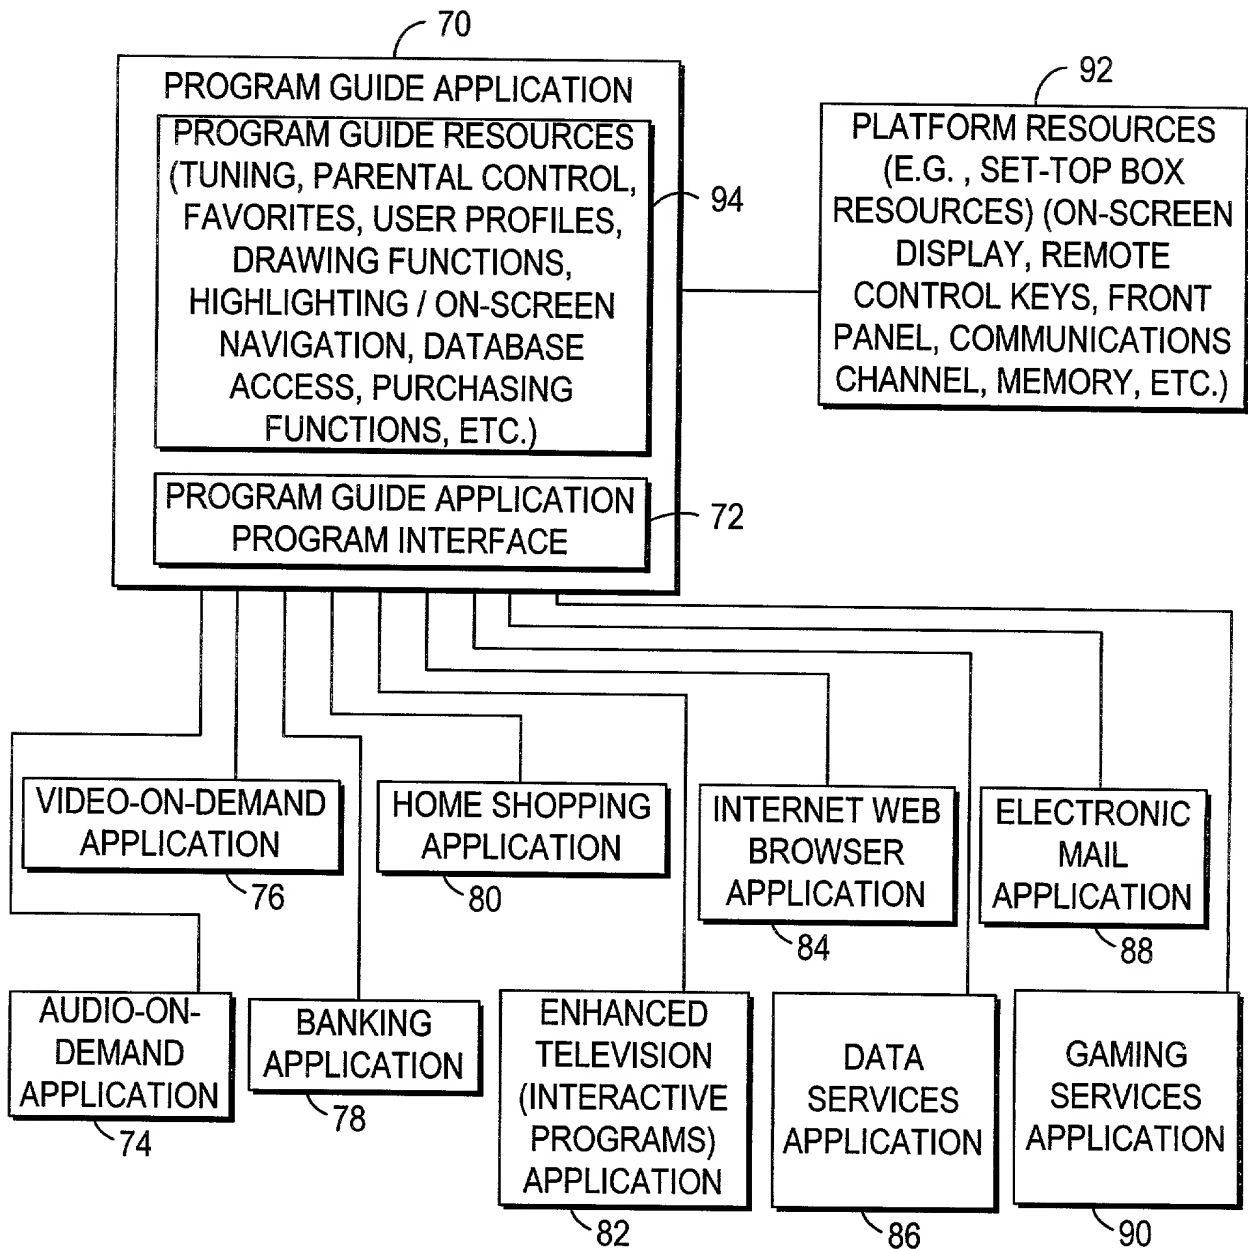 70
PROGRAM GUIDE APPLICATION
PROGRAM GUIDE RESOURCES
(TUNING, PARENTAL CONTROL,
FAVORITES, USER PROFILES,
DRAWING FUNCTIONS,
HIGHLIGHTING / ON-SCREEN
NAVIGATION, DATABASE
ACCESS, PURCHASING
FUNCTIONS, ETC.)
94
PROGRAM GUIDE APPLICATION
PROGRAM INTERFACE
72
92
PLATFORM RESOURCES
(E.G. , SET-TOP BOX
RESOURCES) (ON-SCREEN
DISPLAY, REMOTE
CONTROL KEYS, FRONT
PANEL, COMMUNICATIONS
CHANNEL, MEMORY, ETC.)
VIDEO-ON-DEMAND
APPLICATION
76
HOME SHOPPING
APPLICATION
80
INTERNET WEB
BROWSER
APPLICATION
84
ELECTRONIC
MAIL
APPLICATION
88
AUDIO-ON-
DEMAND
APPLICATION
74
BANKING
APPLICATION
78
ENHANCED
TELEVISION
(INTERACTIVE
PROGRAMS)
APPLICATION
82
DATA
SERVICES
APPLICATION
86
GAMING
SERVICES
APPLICATION
90